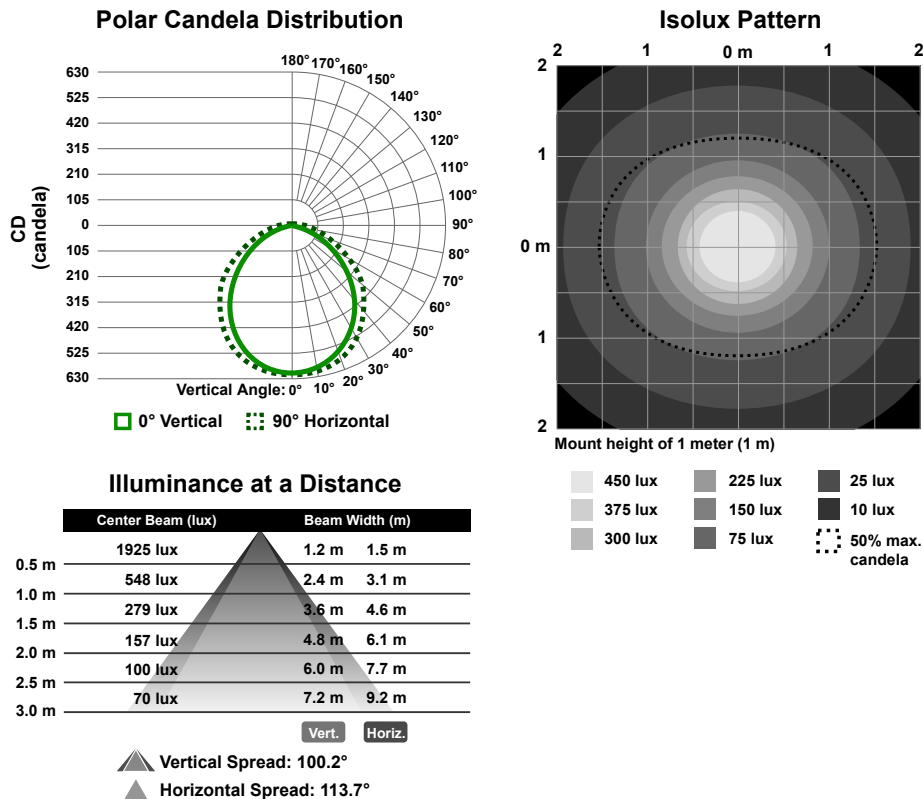 Polar Candela Distribution
180°
170°
160°
150°
140°
130°
120°
110°
100°
90°
80°
70°
60°
50°
40°
30°
20°
10°
Vertical Angle: 0°
630
525
420
315
210
105
0
105
210
315
420
525
630
CD
(candela)
0° Vertical 90° Horizontal
Isolux Pattern
2 1 0 m 1 2
2
1
0 m
1
2
Mount height of 1 meter (1 m)
450 lux 225 lux 25 lux
375 lux 150 lux 10 lux
300 lux 75 lux 50% max.
candela
Illuminance at a Distance
Center Beam (lux) Beam Width (m)
1925 lux 1.2 m 1.5 m
0.5 m
548 lux 2.4 m 3.1 m
1.0 m
279 lux 3.6 m 4.6 m
1.5 m
157 lux 4.8 m 6.1 m
2.0 m
100 lux 6.0 m 7.7 m
2.5 m
70 lux 7.2 m 9.2 m
3.0 m
Vert. Horiz.
Vertical Spread: 100.2°
Horizontal Spread: 113.7°